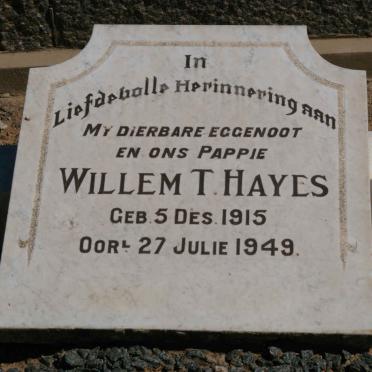 In
Liefdevolle Herinnering aan
My dierbare eggenoot
en ons Pappie
Willem T. Hayes
Geb. 5 Des. 1915
Oorl. 27 Julie 1949.